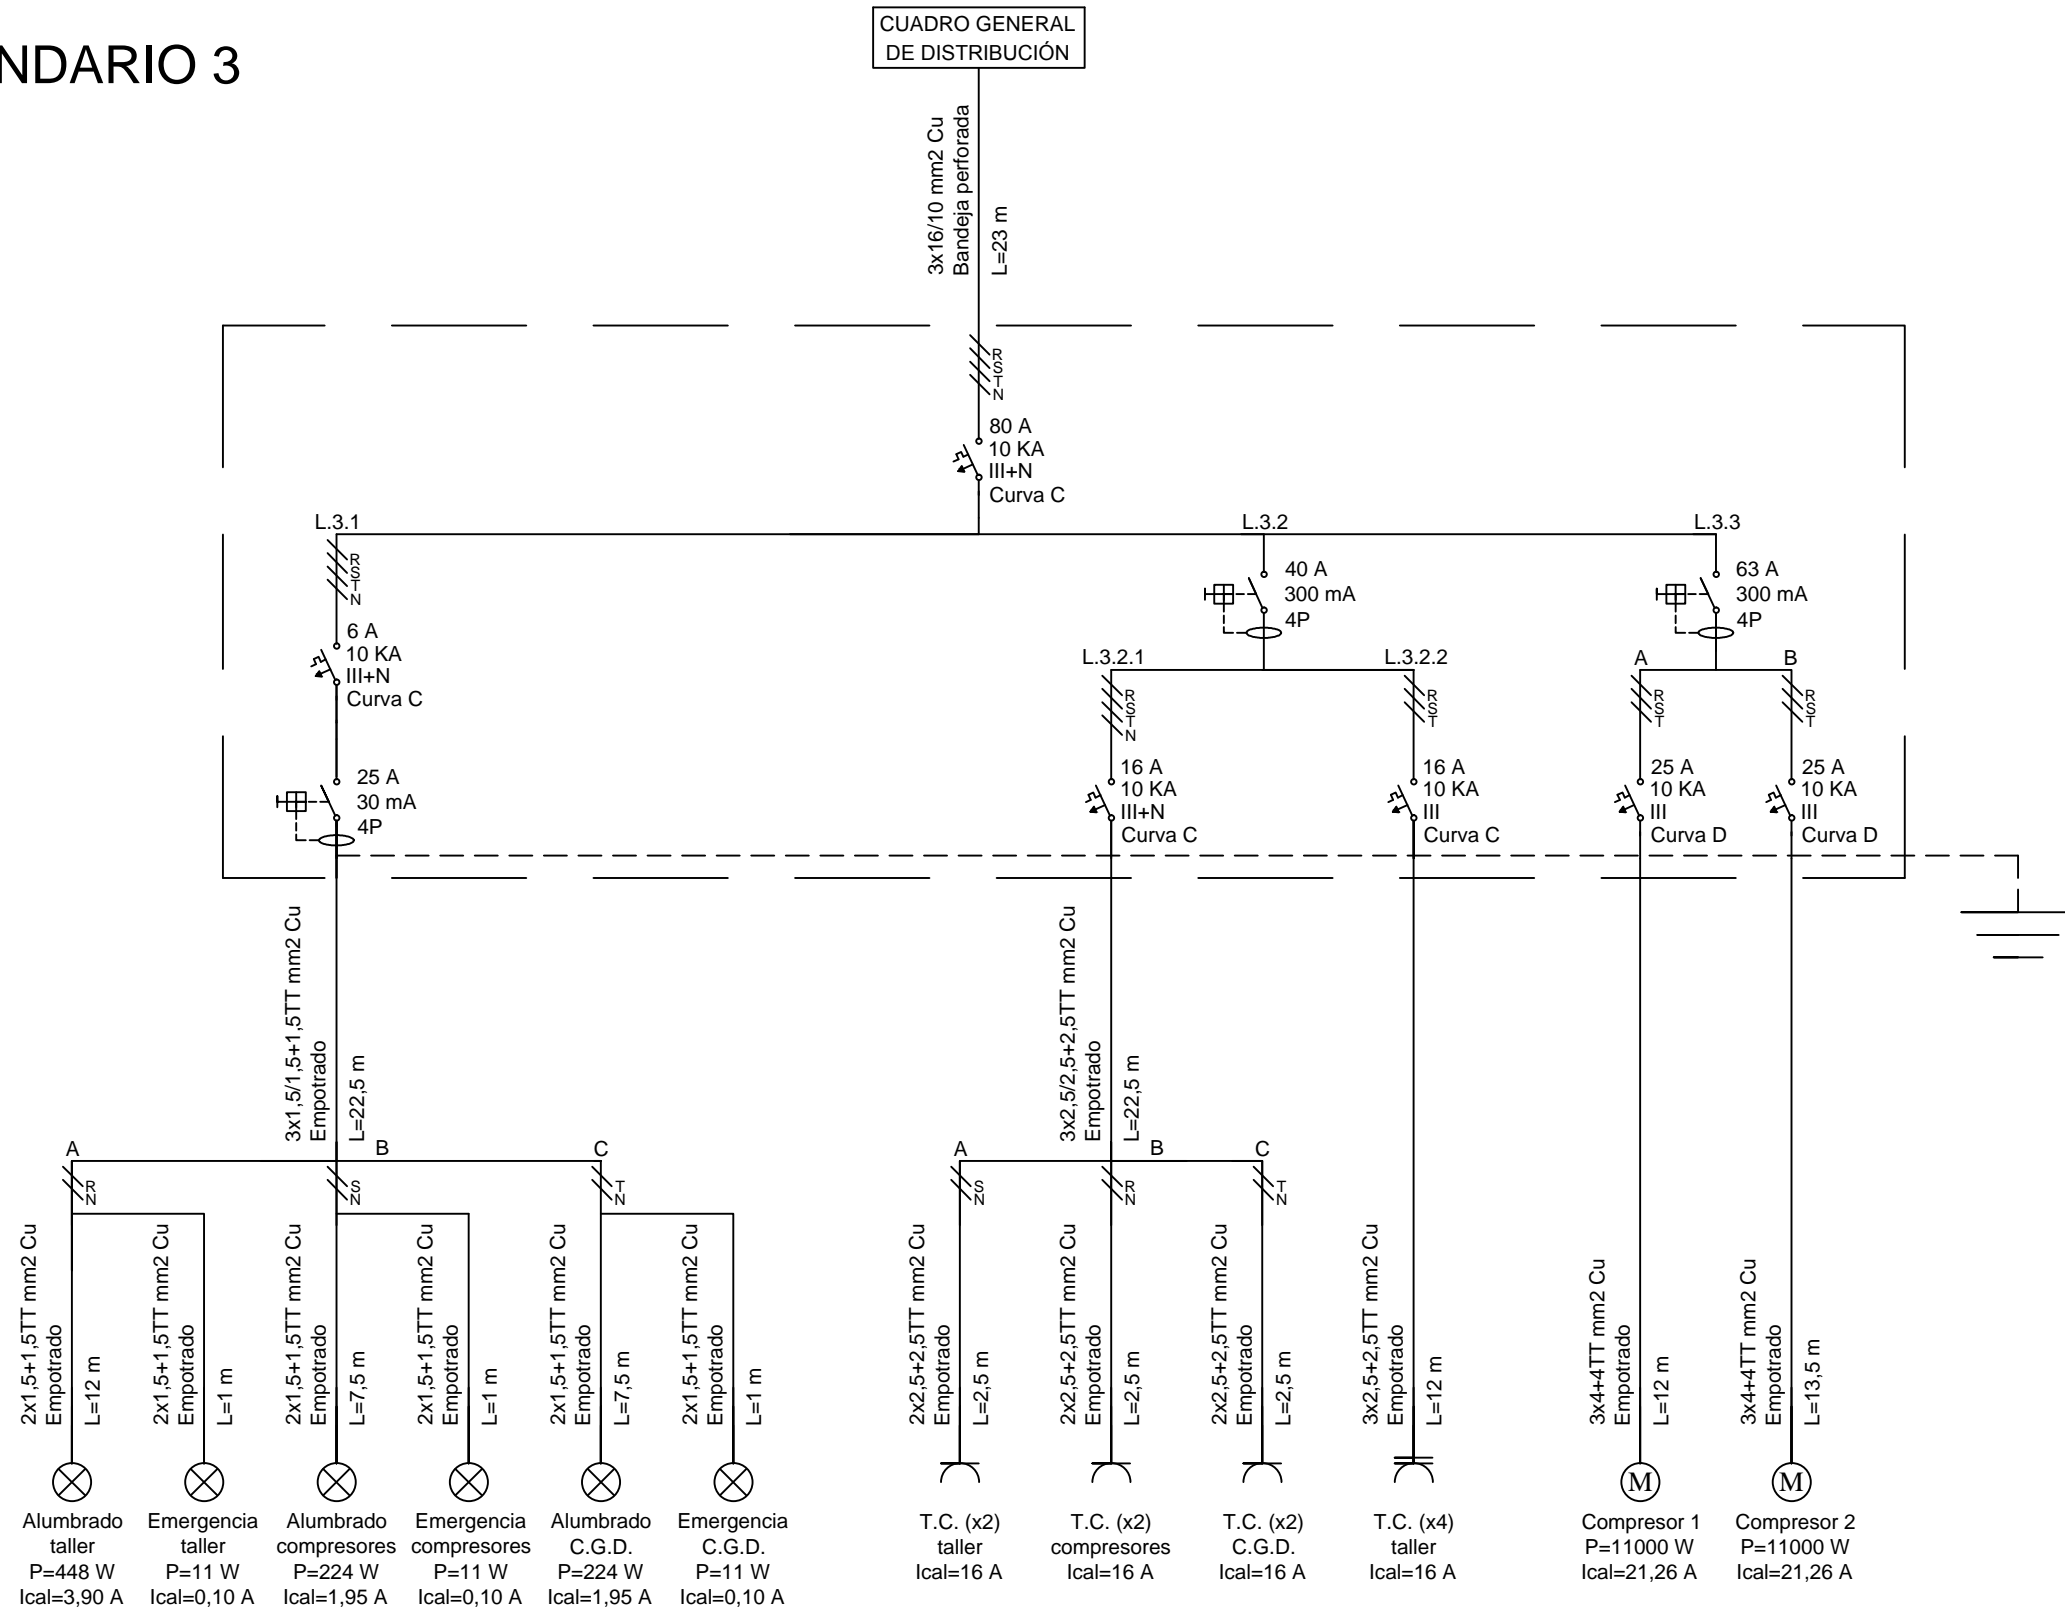 NDARIO 3
CUADRO GENERAL
DE DISTRIBUCIÓN
3x16/10 mm2 Cu
Bandeja perforada
L=23 m
R
S
T
N
80 A
10 KA
III+N
Curva C
L.3.1
L.3.2
L.3.3
R
S
T
N
6 A
10 KA
III+N
Curva C
25 A
30 mA
4P
40 A
300 mA
4P
63 A
300 mA
4P
L.3.2.1
L.3.2.2
A
B
R
S
T
N
R
S
T
R
S
T
R
S
T
16 A
10 KA
III+N
Curva C
16 A
10 KA
III
Curva C
25 A
10 KA
III
Curva D
25 A
10 KA
III
Curva D
3x1,5/1,5+1,5TT mm2 Cu
Empotrado
L=22,5 m
3x2,5/2,5+2,5TT mm2 Cu
Empotrado
L=22,5 m
A
B
C
R
N
S
N
T
N
A
B
C
S
N
R
N
T
N
2x1,5+1,5TT mm2 Cu
Empotrado
L=12 m
2x1,5+1,5TT mm2 Cu
Empotrado
L=1 m
2x1,5+1,5TT mm2 Cu
Empotrado
L=7,5 m
2x1,5+1,5TT mm2 Cu
Empotrado
L=1 m
2x1,5+1,5TT mm2 Cu
Empotrado
L=7,5 m
2x1,5+1,5TT mm2 Cu
Empotrado
L=1 m
2x2,5+2,5TT mm2 Cu
Empotrado
L=2,5 m
2x2,5+2,5TT mm2 Cu
Empotrado
L=2,5 m
2x2,5+2,5TT mm2 Cu
Empotrado
L=2,5 m
3x2,5+2,5TT mm2 Cu
Empotrado
L=12 m
3x4+4TT mm2 Cu
Empotrado
L=12 m
3x4+4TT mm2 Cu
Empotrado
L=13,5 m
M
M
Alumbrado
taller
P=448 W
Ical=3,90 A
Emergencia
taller
P=11 W
Ical=0,10 A
Alumbrado
compresores
P=224 W
Ical=1,95 A
Emergencia
compresores
P=11 W
Ical=0,10 A
Alumbrado
C.G.D.
P=224 W
Ical=1,95 A
Emergencia
C.G.D.
P=11 W
Ical=0,10 A
T.C. (x2)
taller
Ical=16 A
T.C. (x2)
compresores
Ical=16 A
T.C. (x2)
C.G.D.
Ical=16 A
T.C. (x4)
taller
Ical=16 A
Compresor 1
P=11000 W
Ical=21,26 A
Compresor 2
P=11000 W
Ical=21,26 A